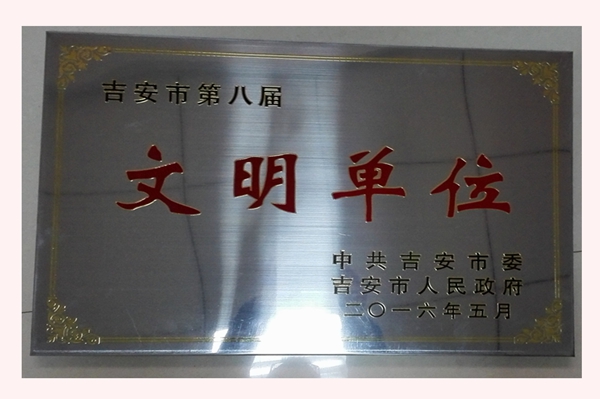 吉安市第八届
文明单位
中共吉安市委
吉安市人民政府
二〇一六年五月